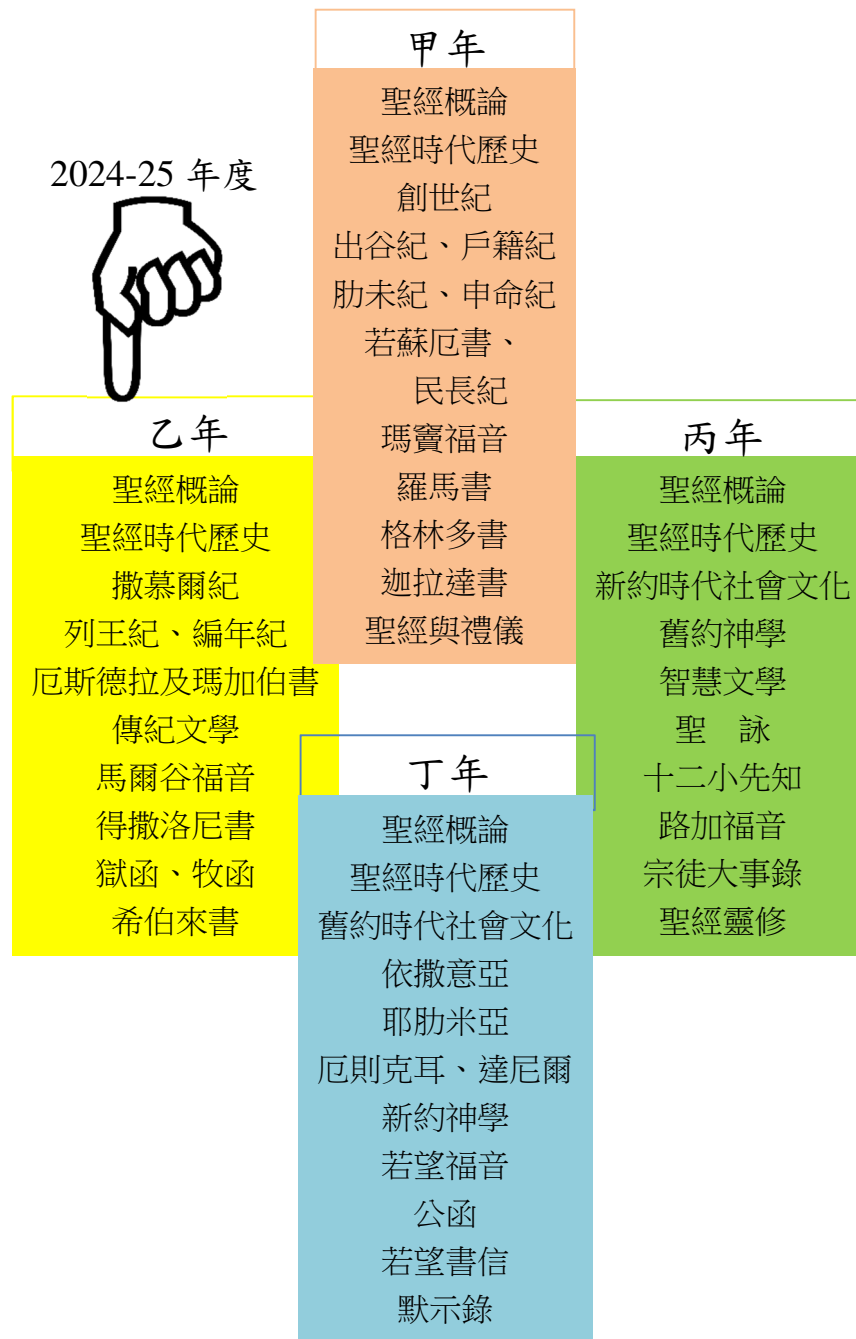 甲年
聖經概論
聖經時代歷史
創世紀
出谷紀、戶籍紀
肋未紀、申命紀
若蘇厄書、
民長紀
瑪竇福音
羅馬書
格林多書
迦拉達書
聖經與禮儀
2024-25 年度
乙年
聖經概論
聖經時代歷史
撒慕爾紀
列王紀、編年紀
厄斯德拉及瑪加伯書
傳紀文學
馬爾谷福音
得撒洛尼書
獄函、牧函
希伯來書
丙年
聖經概論
聖經時代歷史
新約時代社會文化
舊約神學
智慧文學
聖　詠
十二小先知
路加福音
宗徒大事錄
聖經靈修
丁年
聖經概論
聖經時代歷史
舊約時代社會文化
依撒意亞
耶肋米亞
厄則克耳、達尼爾
新約神學
若望福音
公函
若望書信
默示錄